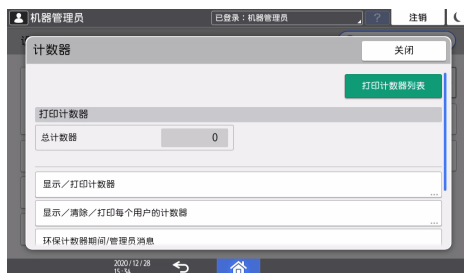 机器管理员
已登录：机器管理员
?
注销
计数器
关闭
打印计数器列表
打印计数器
总计数器
0
显示／打印计数器
...
显示／清除／打印每个用户的计数器
...
环保计数器期间/管理员消息
2020/12/28